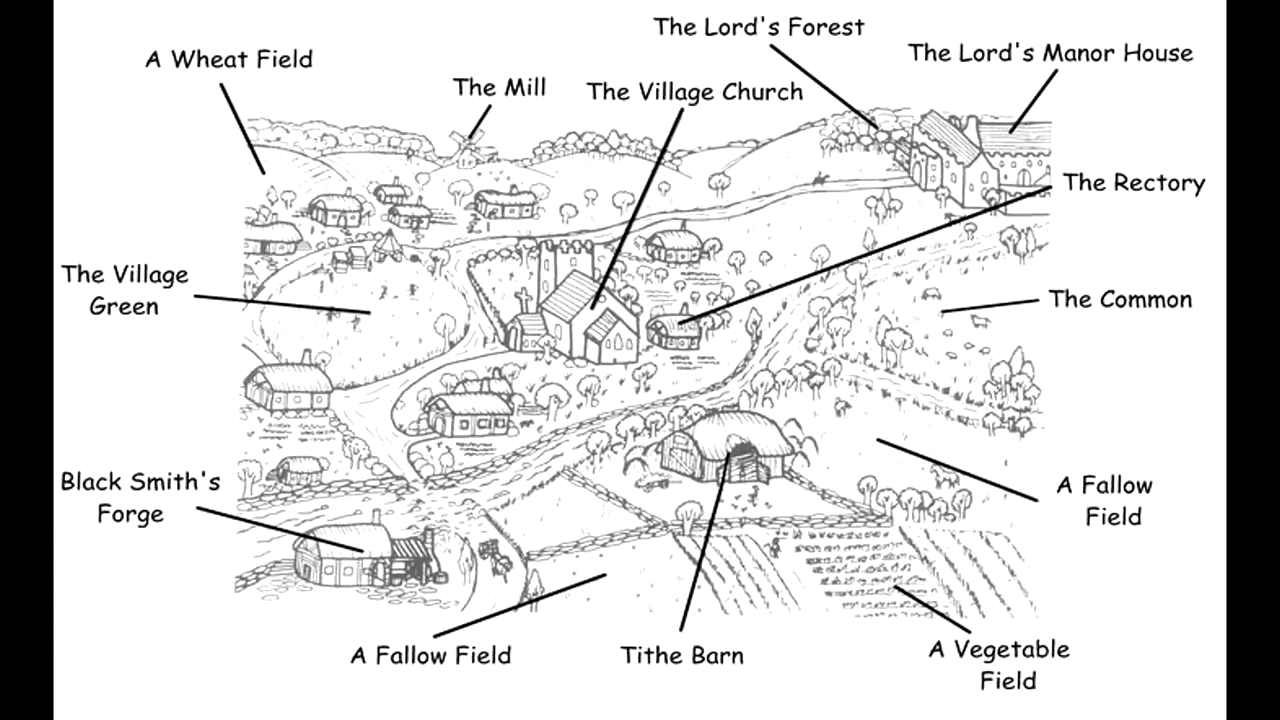 The Lord's Forest
The Lord's Manor House
A Wheat Field
The Mill
The Village Church
The Rectory
The Village
Green
The Common
Black Smith's
Forge
A Fallow
Field
A Fallow Field
Tithe Barn
A Vegetable
Field